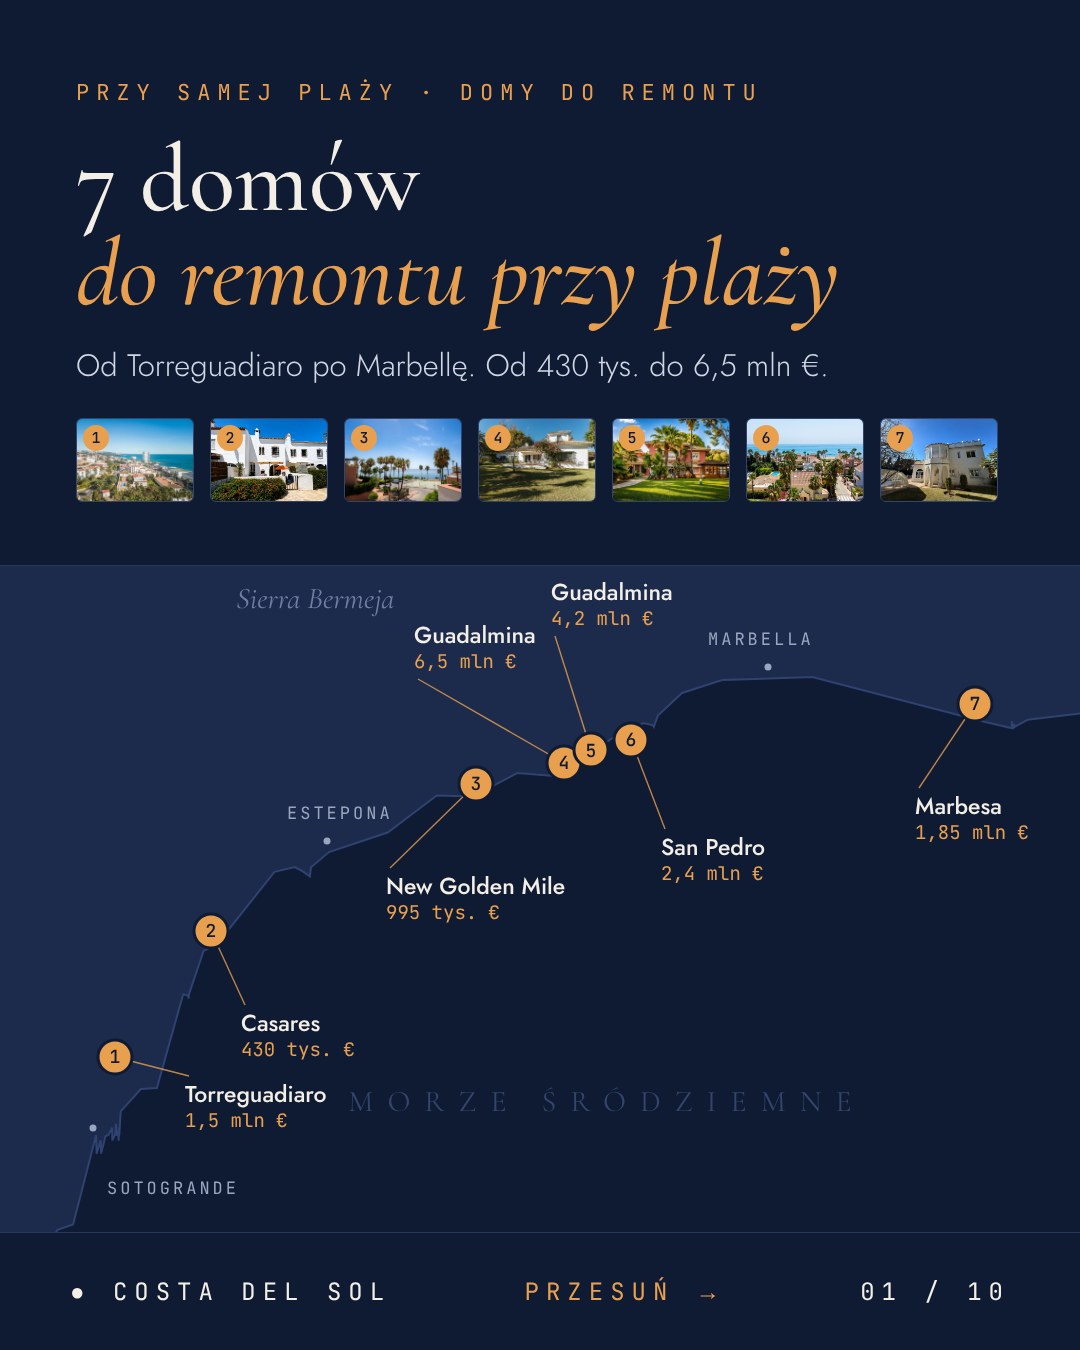 PRZY SAMEJ PLAŻY · DOMY DO REMONTU
7 domów
do remontu przy plaży
Od Torreguadiaro po Marbellę. Od 430 tys. do 6,5 mln €.
1 2 3 4 5 6 7
Sierra Bermeja
Guadalmina
4,2 mln €
Guadalmina
6,5 mln €
MARBELLA
7
6
5
4
3
Marbesa
1,85 mln €
ESTEPONA
San Pedro
2,4 mln €
New Golden Mile
995 tys. €
2
Casares
430 tys. €
1
Torreguadiaro
1,5 mln €
MORZE ŚRÓDZIEMNE
SOTOGRANDE
• COSTA DEL SOL
PRZESUŃ →
01 / 10